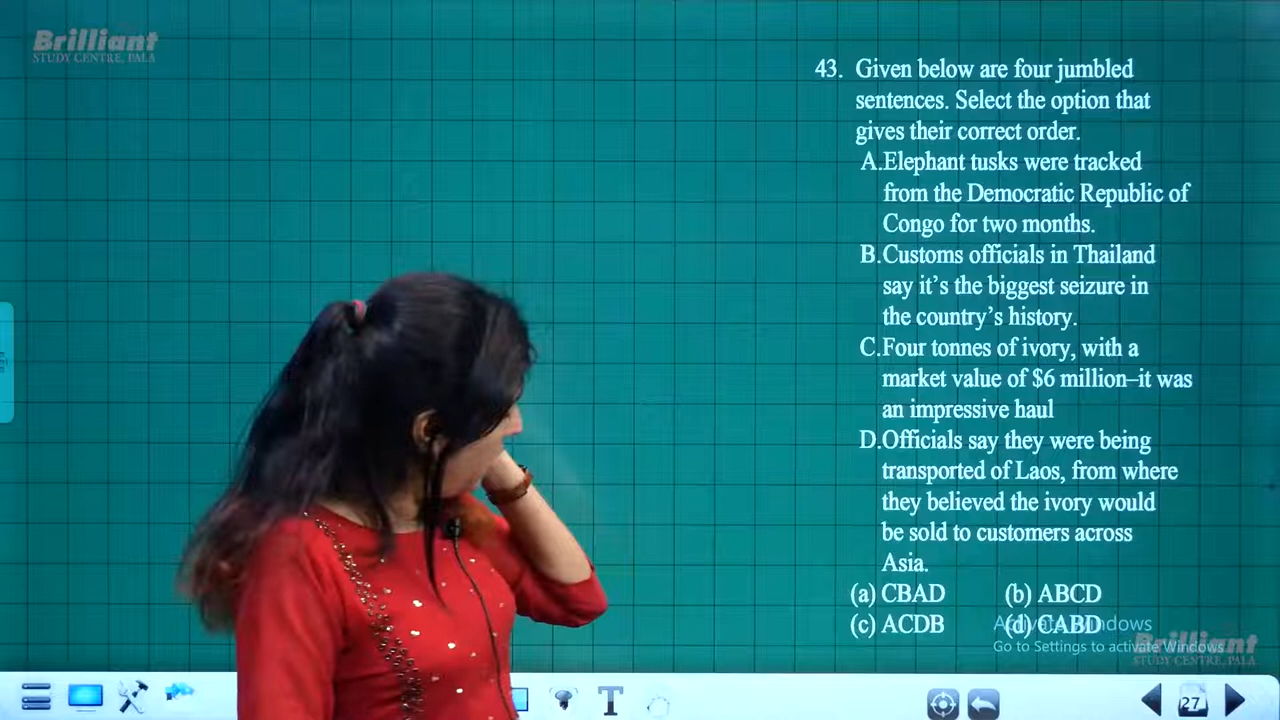 Brilliant
STUDY CENTRE, PALA
43. Given below are four jumbled
sentences. Select the option that
gives their correct order.
A.Elephant tusks were tracked
from the Democratic Republic of
Congo for two months.
B.Customs officials in Thailand
say it's the biggest seizure in
the country's history.
C.Four tonnes of ivory, with a
market value of $6 million–it was
an impressive haul
D.Officials say they were being
transported of Laos, from where
they believed the ivory would
be sold to customers across
Asia.
(a) CBAD (b) ABCD
(c) ACDB (d) CABD
Activate Windows
Go to Settings to activate Windows.
Brilliant
STUDY CENTRE, PALA
T
27